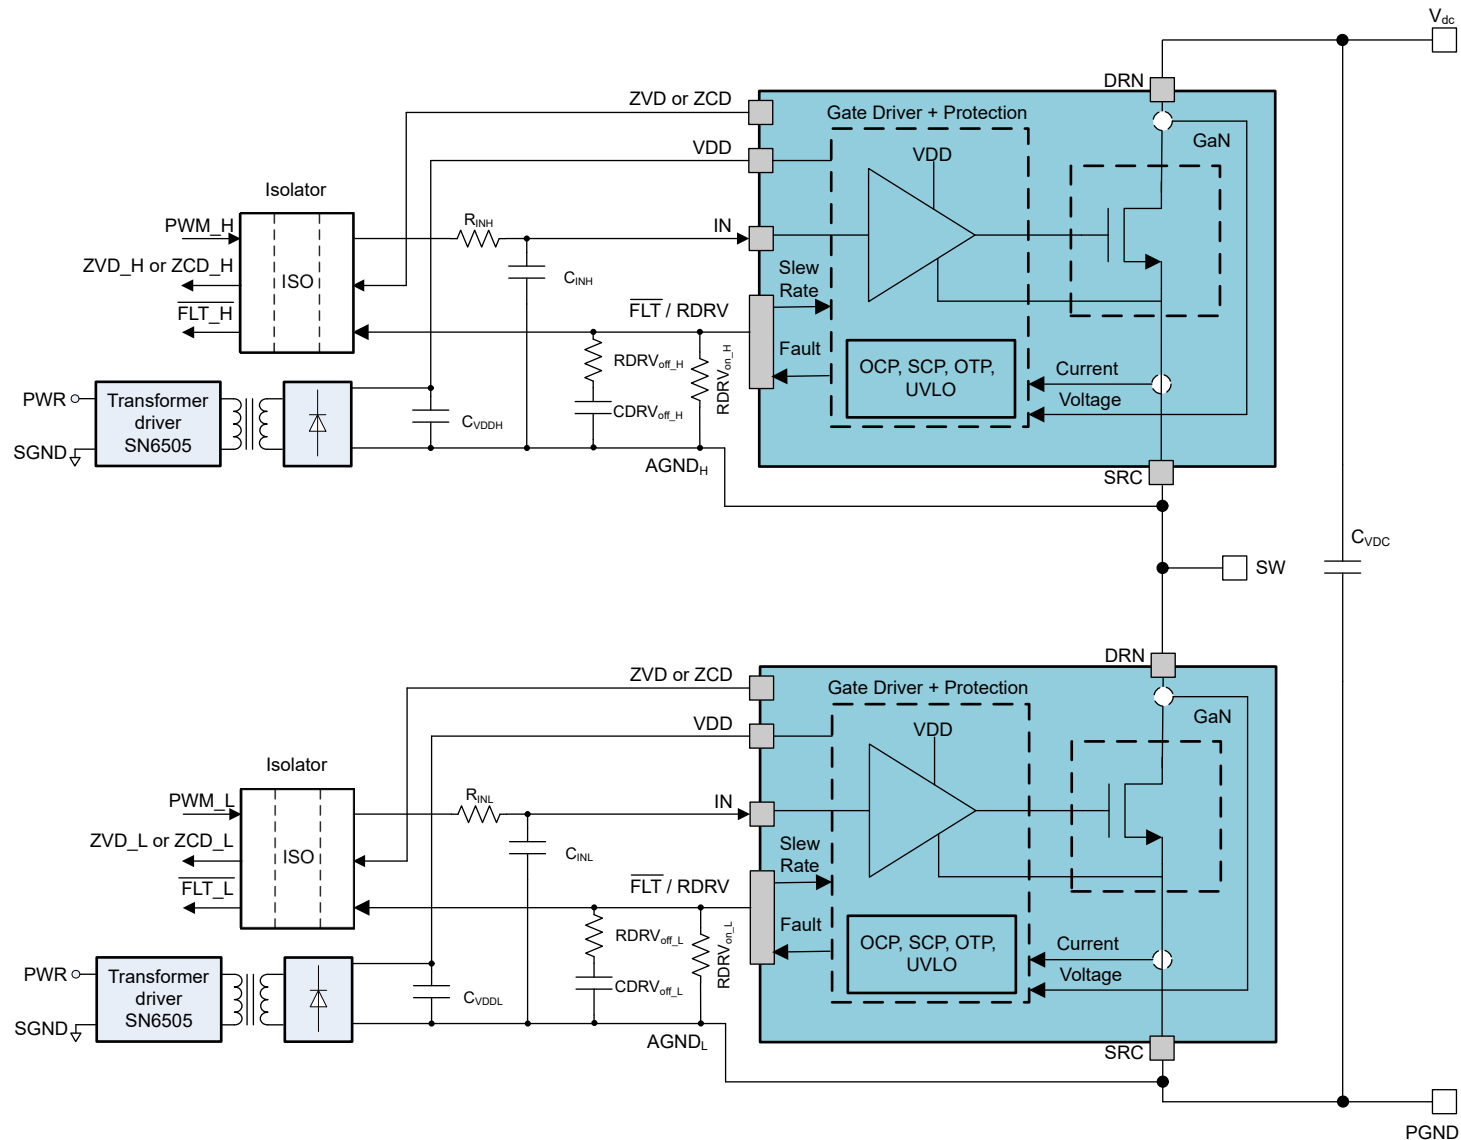 Vdc
DRN
ZVD or ZCD
Gate Driver + Protection
GaN
VDD
VDD
Isolator
PWM_H
RINH
IN
ZVD_H or ZCD_H
ISO
CINH
Slew
Rate
FLT_H
FLT / RDRV
Fault
RDRVoff_H
RDRVon_H
OCP, SCP, OTP,
UVLO
Current
Voltage
PWR
Transformer
driver
SN6505
CDRVoff_H
CVDDH
SGND
AGNDH
SRC
CVDC
SW
DRN
ZVD or ZCD
Gate Driver + Protection
GaN
VDD
VDD
Isolator
PWM_L
RINL
IN
ZVD_L or ZCD_L
ISO
CINL
Slew
Rate
FLT_L
FLT / RDRV
Fault
RDRVoff_L
RDRVon_L
OCP, SCP, OTP,
UVLO
Current
Voltage
PWR
Transformer
driver
SN6505
CDRVoff_L
CVDDL
SGND
AGNDL
SRC
PGND